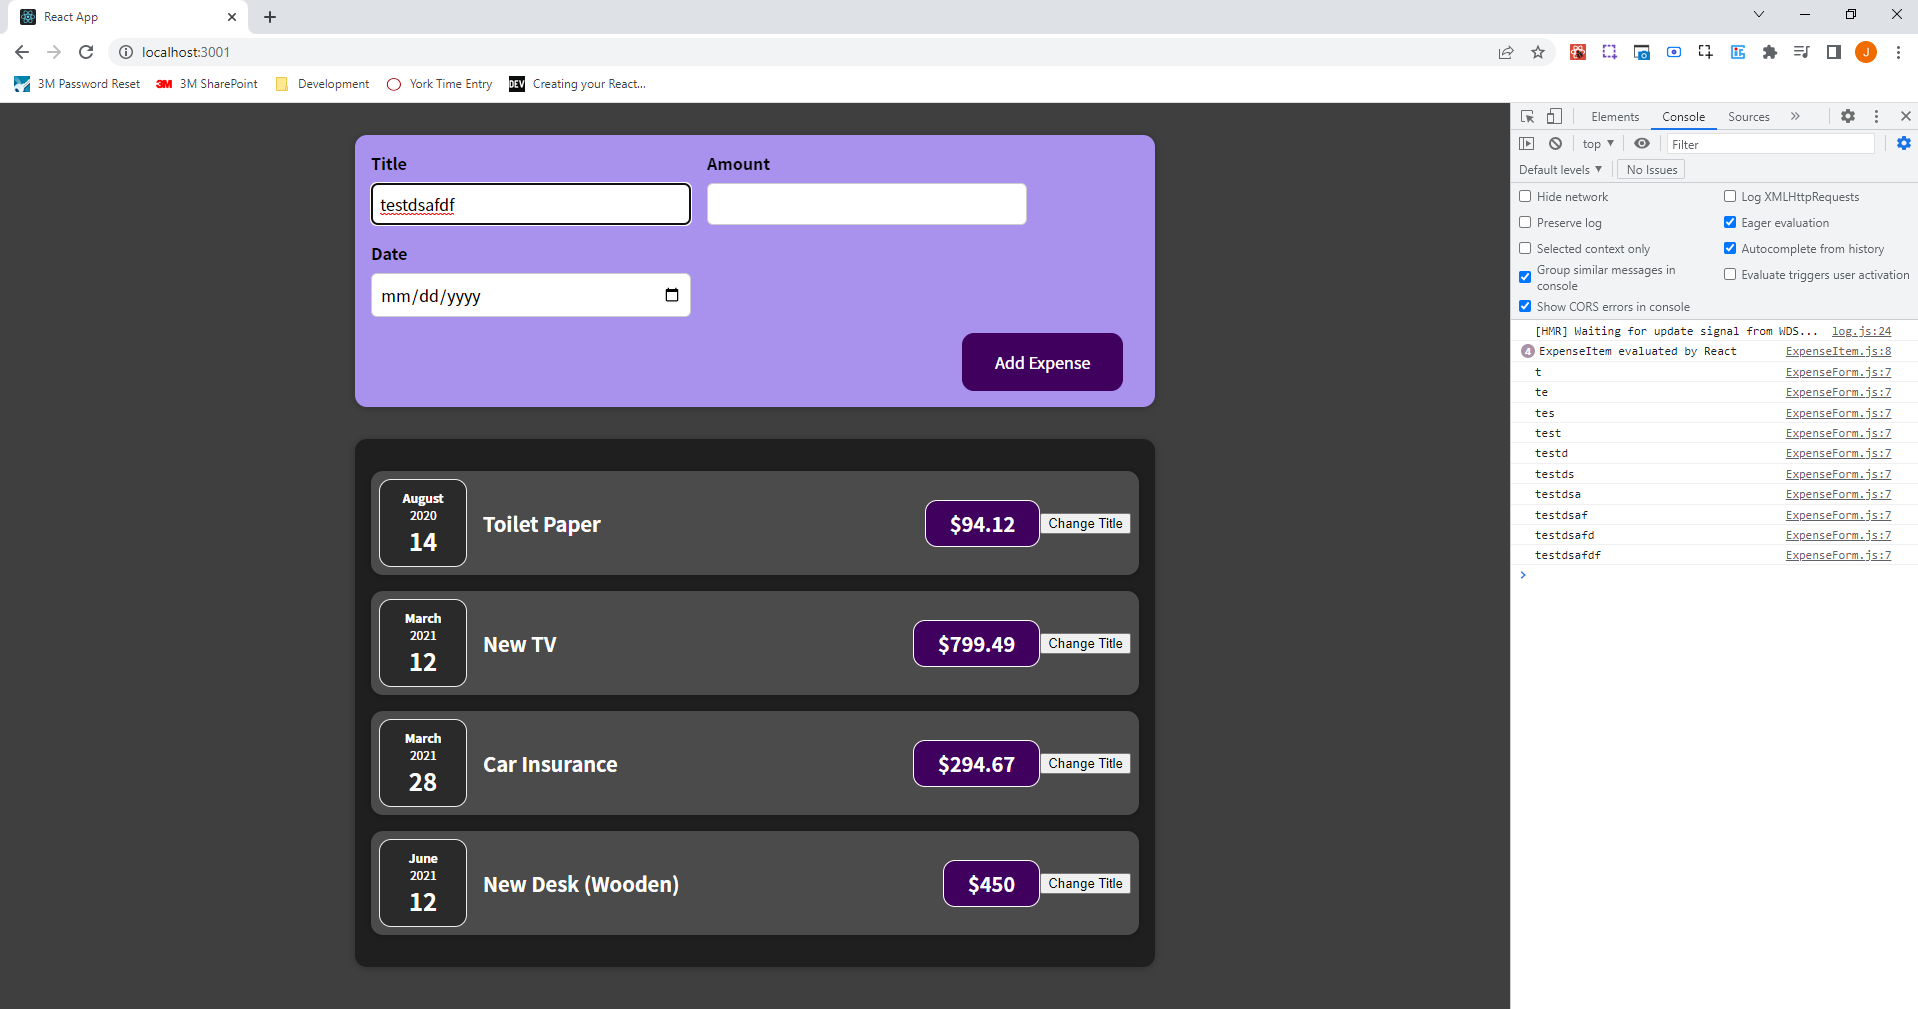 React App
localhost:3001
J
3M Password Reset
3M 3M SharePoint
Development
York Time Entry
DEV Creating your React...
Title
Amount
testdsafdf
Date
mm/dd/yyyy
Add Expense
August
2020
14
Toilet Paper
$94.12
Change Title
March
2021
12
New TV
$799.49
Change Title
March
2021
28
Car Insurance
$294.67
Change Title
June
2021
12
New Desk (Wooden)
$450
Change Title
Elements Console Sources »
top ▼ Filter
Default levels ▼ No Issues
Hide network
Log XMLHttpRequests
Preserve log
Eager evaluation
Selected context only
Autocomplete from history
Group similar messages in
console
Evaluate triggers user activation
Show CORS errors in console
[HMR] Waiting for update signal from WDS... log.js:24
4 ExpenseItem evaluated by React ExpenseItem.js:8
t ExpenseForm.js:7
te ExpenseForm.js:7
tes ExpenseForm.js:7
test ExpenseForm.js:7
testd ExpenseForm.js:7
testds ExpenseForm.js:7
testdsa ExpenseForm.js:7
testdsaf ExpenseForm.js:7
testdsafd ExpenseForm.js:7
testdsafdf ExpenseForm.js:7